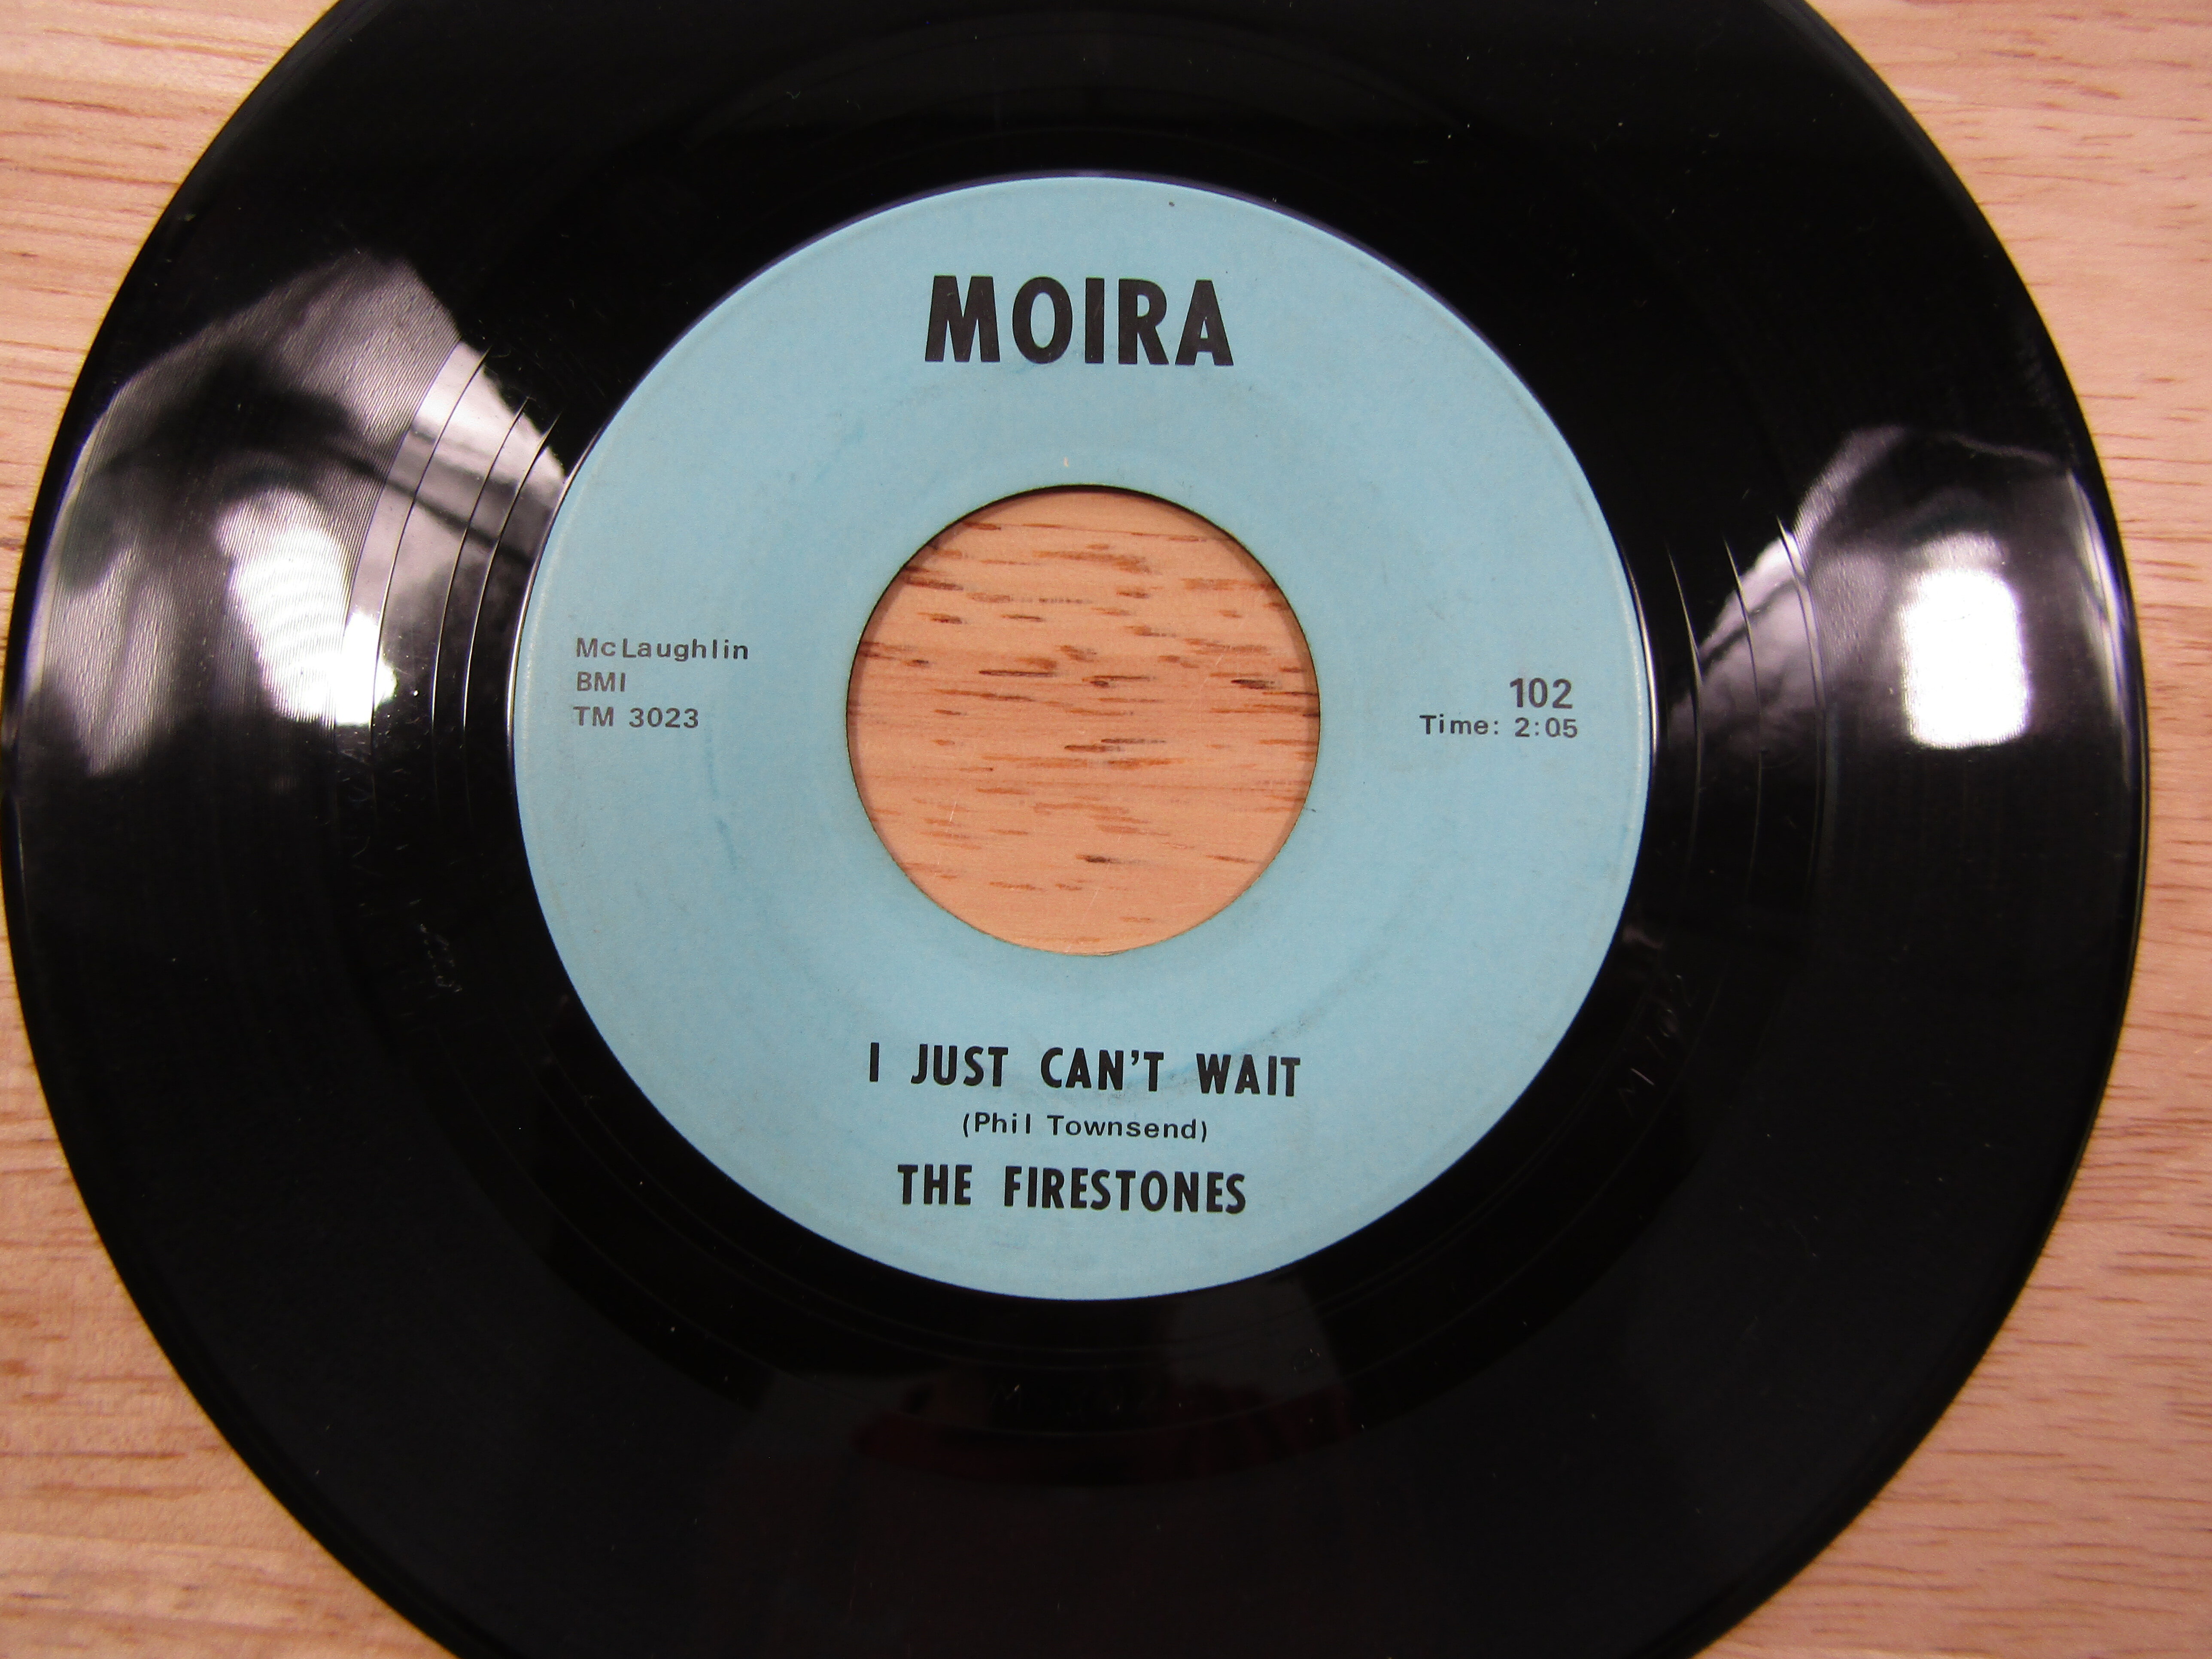 MOIRA
McLaughlin
BMI
TM 3023
102
Time: 2:05
I JUST CAN'T WAIT
(Phil Townsend)
THE FIRESTONES